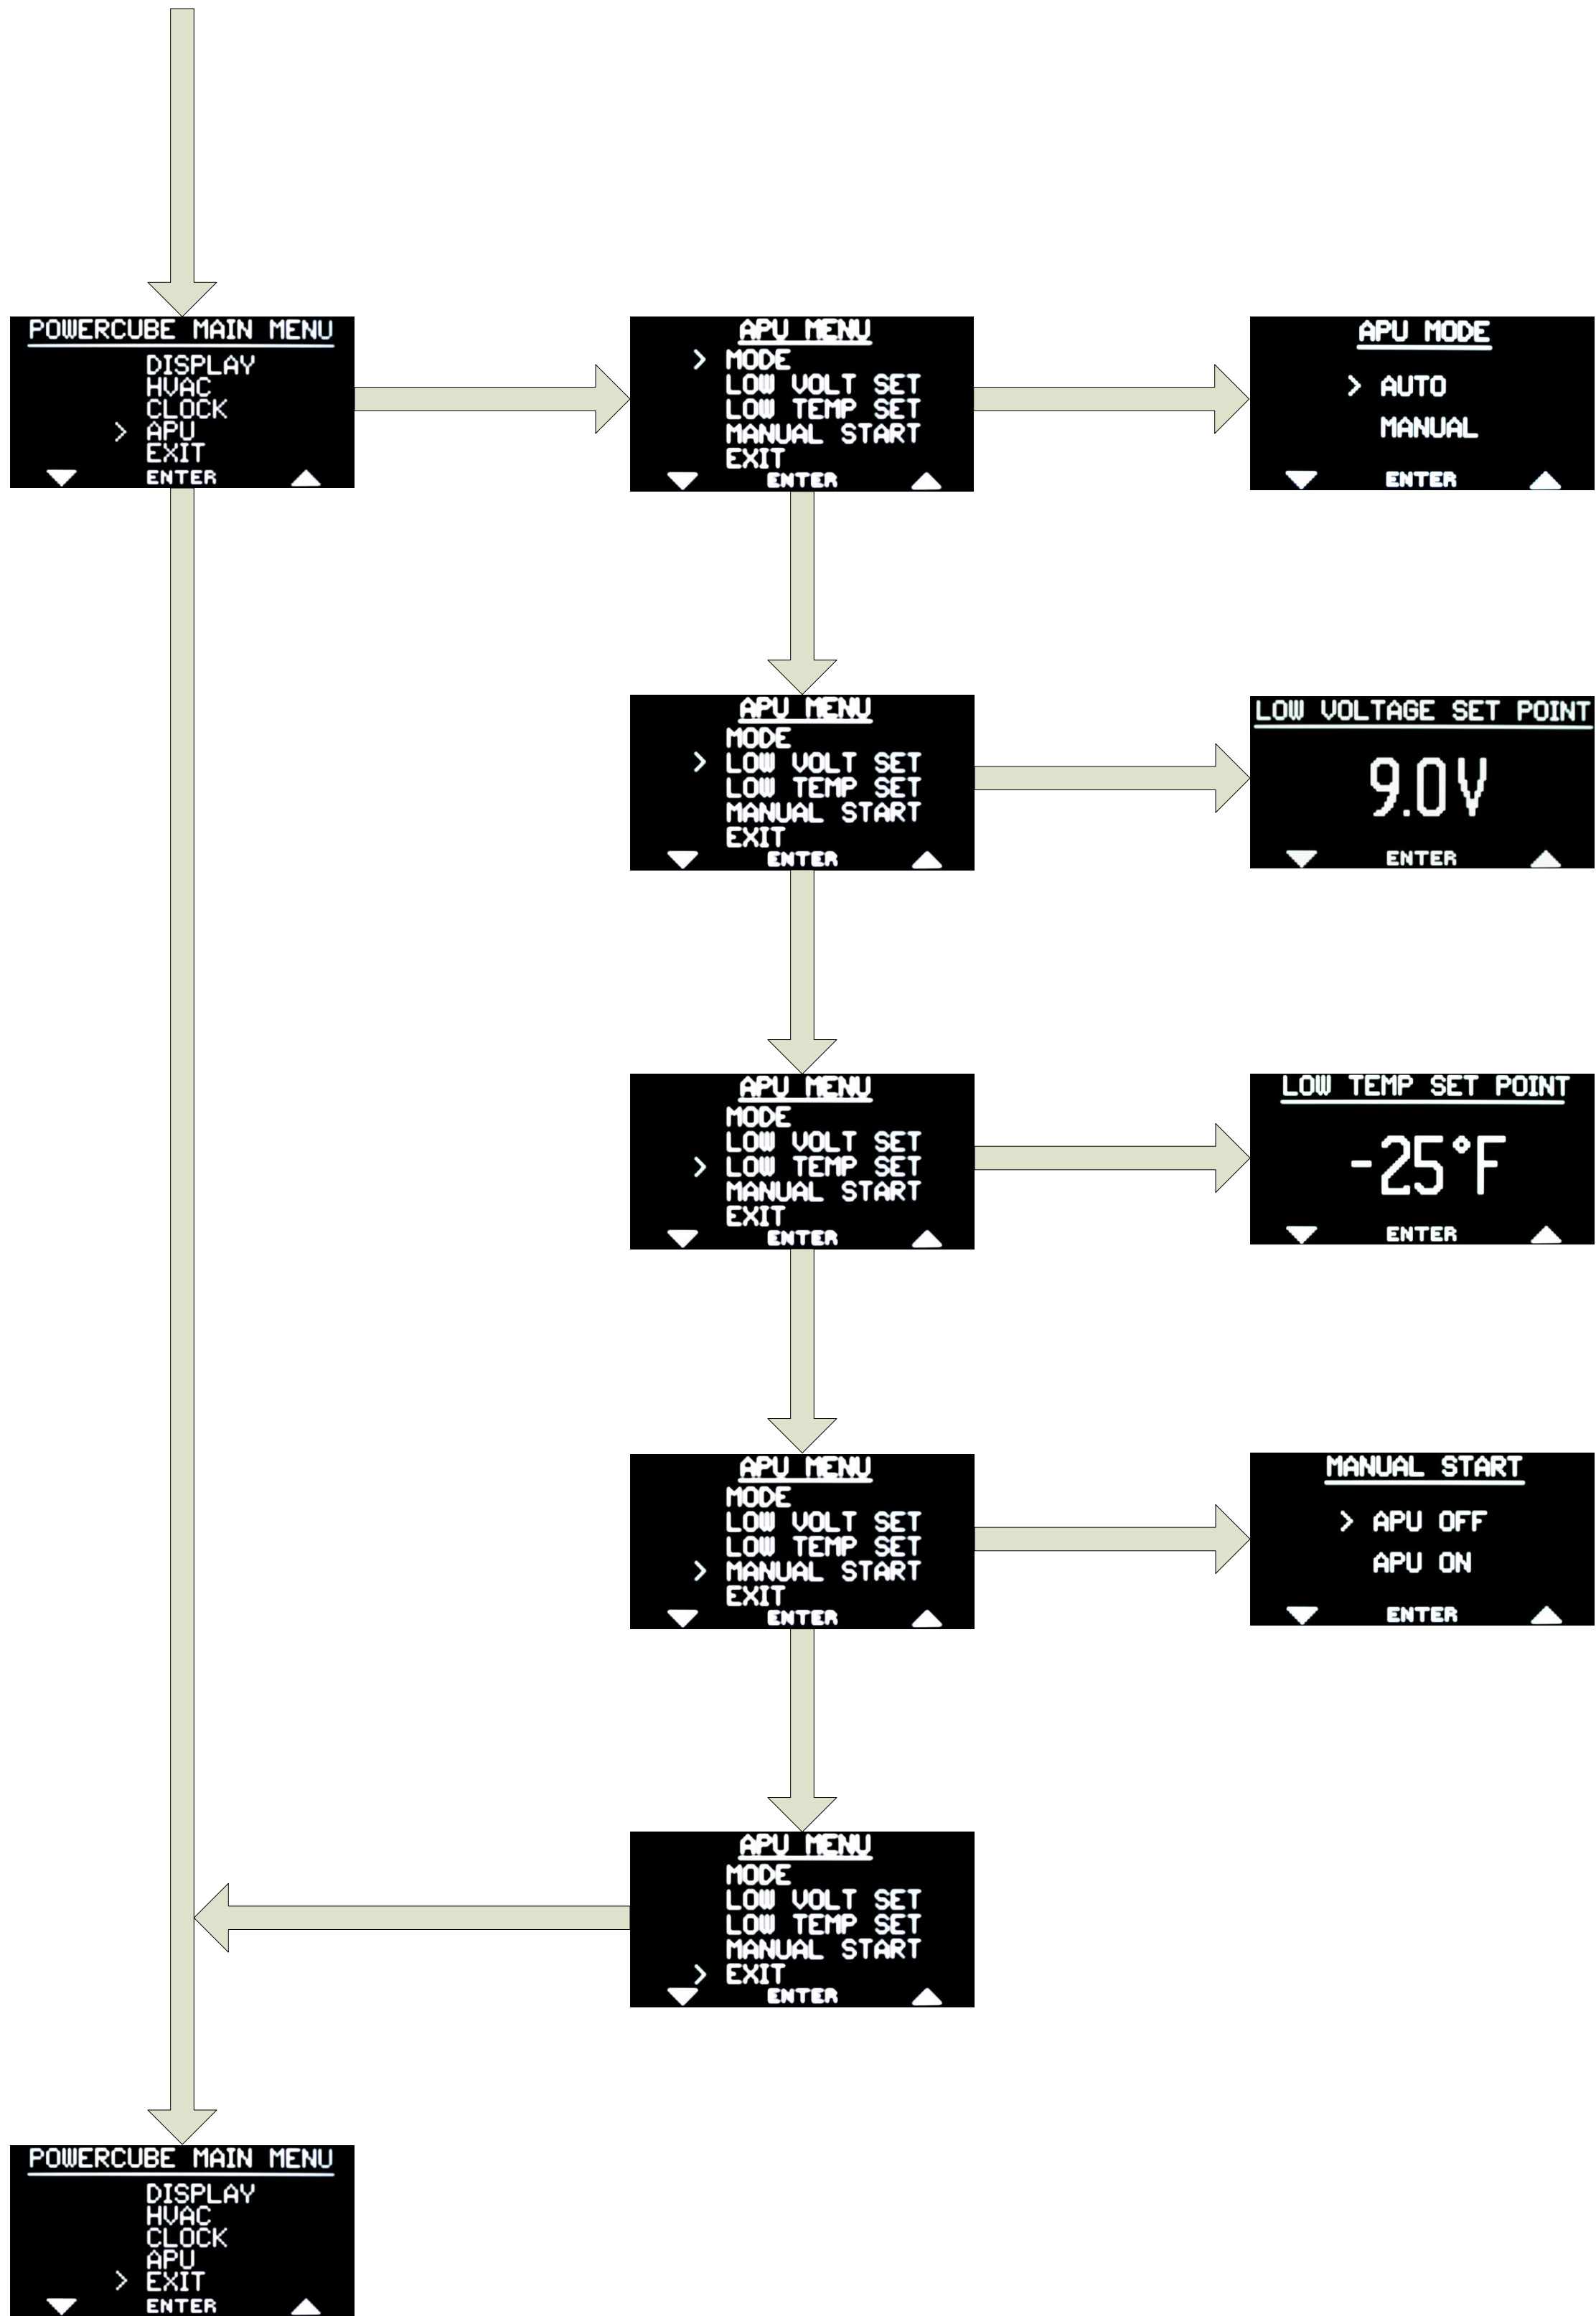 POWERCUBE MAIN MENU
DISPLAY
HVAC
CLOCK
> APU
EXIT
ENTER
APU MENU
> MODE
LOW VOLT SET
LOW TEMP SET
MANUAL START
EXIT
ENTER
APU MODE
> AUTO
MANUAL
ENTER
APU MENU
MODE
> LOW VOLT SET
LOW TEMP SET
MANUAL START
EXIT
ENTER
LOW VOLTAGE SET POINT
9.0V
ENTER
APU MENU
MODE
LOW VOLT SET
> LOW TEMP SET
MANUAL START
EXIT
ENTER
LOW TEMP SET POINT
-25°F
ENTER
APU MENU
MODE
LOW VOLT SET
LOW TEMP SET
> MANUAL START
EXIT
ENTER
MANUAL START
> APU OFF
APU ON
ENTER
APU MENU
MODE
LOW VOLT SET
LOW TEMP SET
MANUAL START
> EXIT
ENTER
POWERCUBE MAIN MENU
DISPLAY
HVAC
CLOCK
APU
> EXIT
ENTER